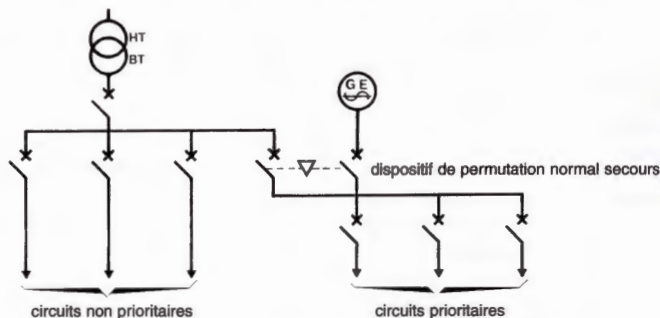 HT
BT
G E
dispositif de permutation normal secours
circuits non prioritaires
circuits prioritaires